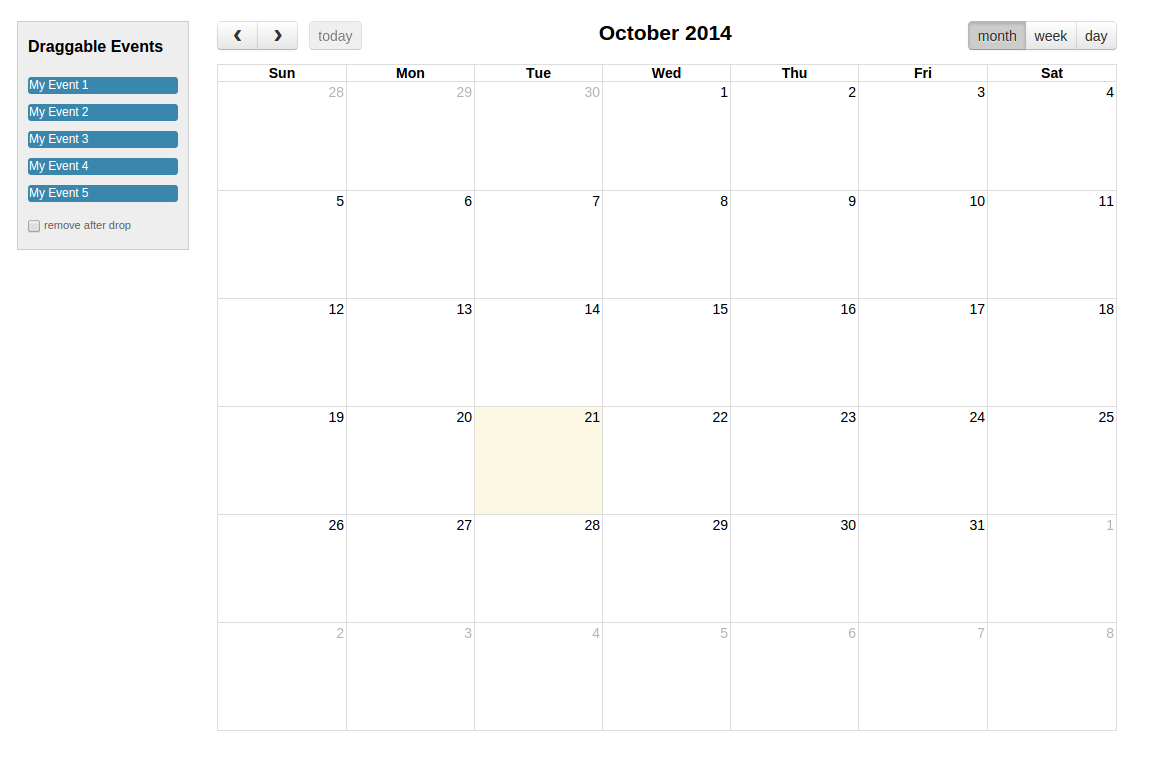 Draggable Events
My Event 1
My Event 2
My Event 3
My Event 4
My Event 5
remove after drop
‹ › today October 2014 month week day
Sun Mon Tue Wed Thu Fri Sat
28 29 30 1 2 3 4
5 6 7 8 9 10 11
12 13 14 15 16 17 18
19 20 21 22 23 24 25
26 27 28 29 30 31 1
2 3 4 5 6 7 8